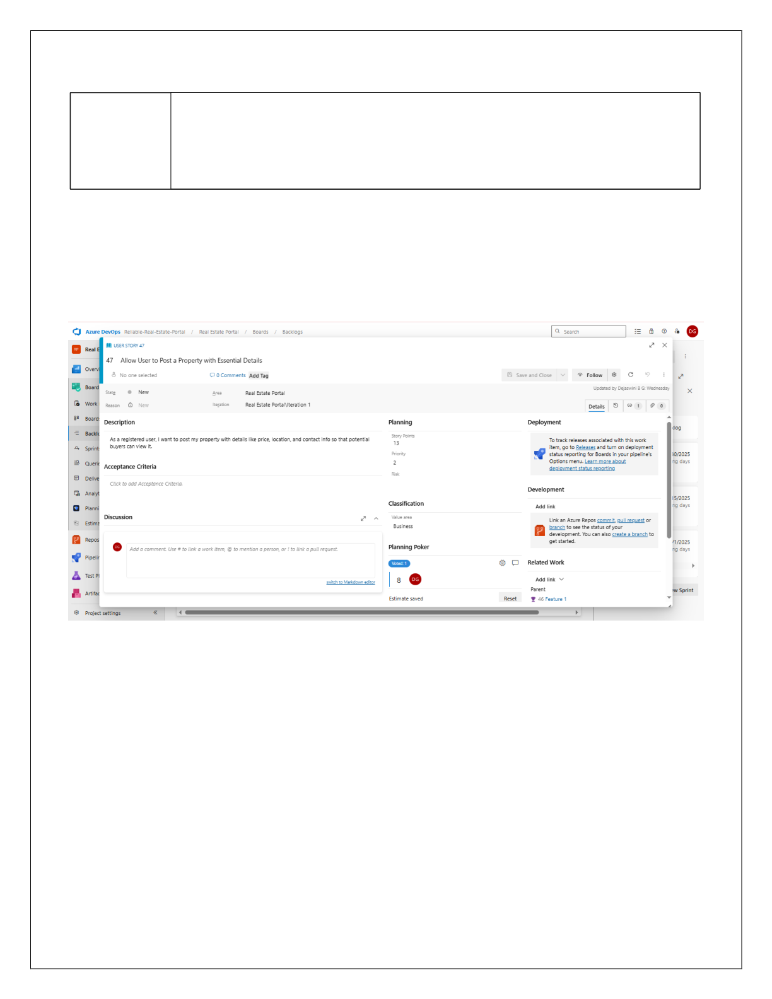 Azure DevOps Reliable-Real-Estate-Portal / Real Estate Portal / Boards / Backlogs
Search
DG
Real E
USER STORY 47
47 Allow User to Post a Property with Essential Details
Overv
No one selected
0 Comments Add Tag
Save and Close
Follow
Board
State New
Area Real Estate Portal
Updated by Dejaswini B G: Wednesday
Work
Reason New
Iteration Real Estate Portal\Iteration 1
Details
1
0
Board
Description
Planning
Deployment
Backlo
dog
As a registered user, I want to post my property with details like price, location, and contact info so that potential
buyers can view it.
Story Points
13
Priority
2
Risk
To track releases associated with this work
item, go to Releases and turn on deployment
status reporting for Boards in your pipeline's
Options menu. Learn more about
deployment status reporting
Sprint
30/2025
ng days
Querie
Acceptance Criteria
Click to add Acceptance Criteria.
Delive
Analyt
Development
Add link
15/2025
ng days
Planni
Classification
Value area
Business
Discussion
Link an Azure Repos commit, pull request or
branch to see the status of your
development. You can also create a branch to
get started.
Estima
Repos
/1/2025
ng days
DG
Add a comment. Use # to link a work item, @ to mention a person, or ! to link a pull request.
switch to Markdown editor
Planning Poker
Voted: 1
8 DG
Estimate saved
Reset
Related Work
Add link
Parent
46 Feature 1
Pipelin
Test Pl
Artifac
ew Sprint
Project settings